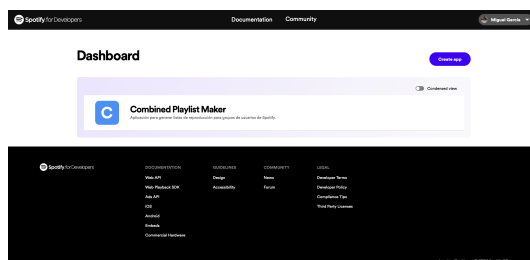 Spotify for Developers
Documentation
Community
Miguel García
Dashboard
Create app
Condensed view
C
Combined Playlist Maker
Aplicación para generar listas de reproducción para grupos de usuarios de Spotify.
Spotify for Developers
DOCUMENTATION
GUIDELINES
COMMUNITY
LEGAL
Web API
Design
News
Developer Terms
Web Playback SDK
Accessibility
Forum
Developer Policy
Ads API
Compliance Tips
iOS
Third Party Licenses
Android
Embeds
Commercial Hardware